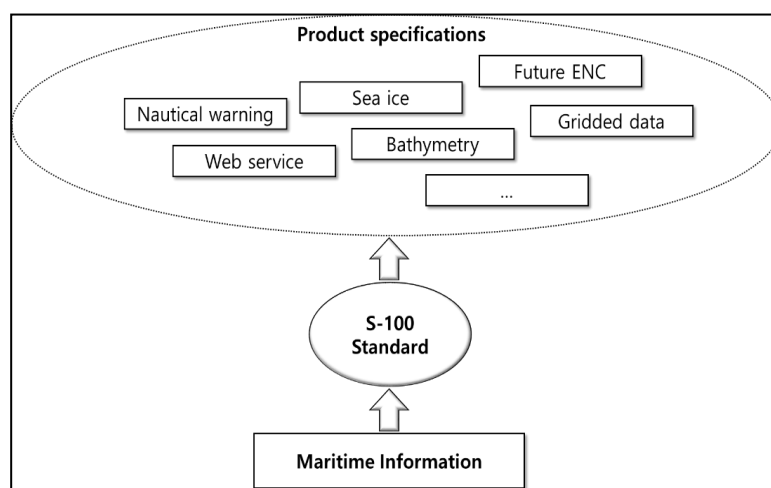 Product specifications
Future ENC
Sea ice
Nautical warning
Gridded data
Bathymetry
Web service
...
S-100
Standard
Maritime Information